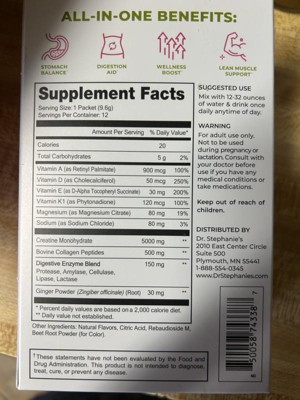 ALL-IN-ONE BENEFITS:
STOMACH
BALANCE†
DIGESTION
AID†
WELLNESS
BOOST†
LEAN MUSCLE
SUPPORT†
Supplement Facts
Serving Size: 1 Packet (9.6g)
Servings Per Container: 12
Amount Per Serving % Daily Value*
Calories 20
Total Carbohydrates 5 g 2%
Vitamin A (as Retinyl Palmitate) 900 mcg 100%
Vitamin D (as Cholecalciferol) 50 mcg 250%
Vitamin E (as D-Alpha Tocopheryl Succinate) 30 mg 200%
Vitamin K1 (as Phytonadione) 120 mcg 100%
Magnesium (as Magnesium Citrate) 80 mg 19%
Sodium (as Sodium Chloride) 80 mg 3%
Creatine Monohydrate 5000 mg **
Bovine Collagen Peptides 500 mg **
Digestive Enzyme Blend 150 mg **
Protease, Amylase, Cellulase,
Lipase, Lactase
Ginger Powder (Zingiber officinale) (Root) 30 mg **
* Percent daily values are based on a 2,000 calorie diet.
** Daily value not established.
Other Ingredients: Natural Flavors, Citric Acid, Rebaudioside M,
Beet Root Powder (for Color).
† These statements have not been evaluated by the Food and
Drug Administration. This product is not intended to diagnose,
treat, cure, or prevent any disease.
SUGGESTED USE
Mix with 12-32 ounces
of water & drink once
daily anytime of day.
WARNING
For adult use only.
Not to be used
during pregnancy or
lactation. Consult with
your doctor before
use if you have any
medical conditions or
take medications.
Keep out of reach of
children.
DISTRIBUTED BY
Dr. Stephanie's
2010 East Center Circle
Suite 500
Plymouth, MN 55441
1-888-554-0345
www.DrStephanies.com
8 50058 74338 7